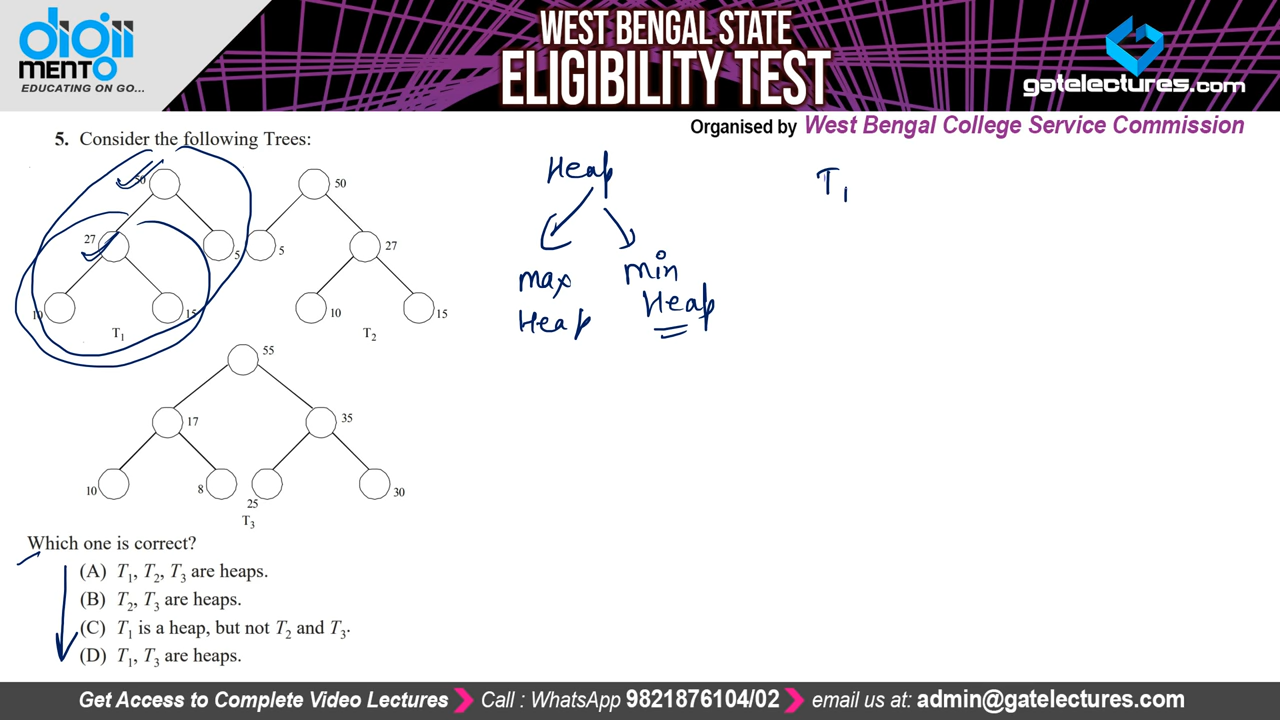 digii
MENTO
EDUCATING ON GO...
WEST BENGAL STATE
ELIGIBILITY TEST
gatelectures.com
Organised by West Bengal College Service Commission
5. Consider the following Trees:
50
27
5
10
15
T1
50
5
27
10
15
T2
55
17
35
10
8
25
30
T3
Heap
max
Heap
min
Heap
T1
Which one is correct?
(A) T1, T2, T3 are heaps.
(B) T2, T3 are heaps.
(C) T1 is a heap, but not T2 and T3.
(D) T1, T3 are heaps.
Get Access to Complete Video Lectures Call : WhatsApp 9821876104/02 email us at: admin@gatelectures.com